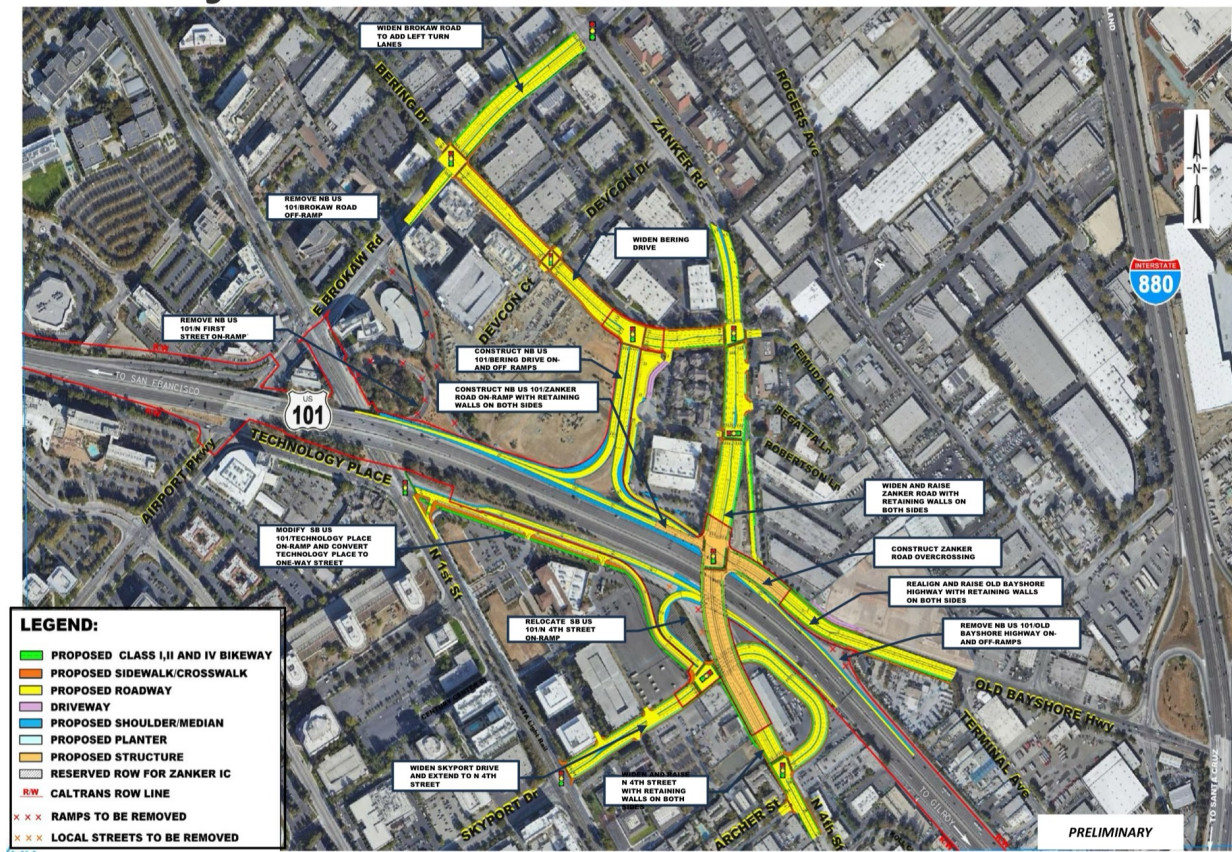 WIDEN BROKAW ROAD
TO ADD LEFT TURN
LANES
BERING Dr
ROGERS Ave
ZANKER Rd
LAND
-N-
REMOVE NB US
101/BROKAW ROAD
OFF-RAMP
DEVCON Dr
WIDEN BERING
DRIVE
E BROKAW Rd
INTERSTATE
880
DEVCON Ct
REMOVE NB US
101/N FIRST
STREET ON-RAMP
R/W
CONSTRUCT NB US
101/BERING DRIVE ON-
AND OFF RAMPS
REMUDA Ln
TO SAN FRANCISCO
CONSTRUCT NB US 101/ZANKER
ROAD ON-RAMP WITH RETAINING
WALLS ON BOTH SIDES
US
101
R/W
REGATTA Ln
ROBERTSON Ln
AIRPORT Pkwy
TECHNOLOGY PLACE
WIDEN AND RAISE
ZANKER ROAD WITH
RETAINING WALLS ON
BOTH SIDES
MODIFY SB US
101/TECHNOLOGY PLACE
ON-RAMP AND CONVERT
TECHNOLOGY PLACE TO
ONE-WAY STREET
N 1st St
CONSTRUCT ZANKER
ROAD OVERCROSSING
REALIGN AND RAISE OLD BAYSHORE
HIGHWAY WITH RETAINING WALLS
ON BOTH SIDES
RELOCATE SB US
101/N 4TH STREET
ON-RAMP
REMOVE NB US 101/OLD
BAYSHORE HIGHWAY ON-
AND OFF-RAMPS
LEGEND:
PROPOSED CLASS I,II AND IV BIKEWAY
PROPOSED SIDEWALK/CROSSWALK
PROPOSED ROADWAY
DRIVEWAY
PROPOSED SHOULDER/MEDIAN
PROPOSED PLANTER
PROPOSED STRUCTURE
RESERVED ROW FOR ZANKER IC
R/W CALTRANS ROW LINE
× × × RAMPS TO BE REMOVED
× × × LOCAL STREETS TO BE REMOVED
OLD BAYSHORE Hwy
TERMINAL Ave
WIDEN SKYPORT DRIVE
AND EXTEND TO N 4TH
STREET
WIDEN AND RAISE
N 4TH STREET
WITH RETAINING
WALLS ON BOTH
SIDES
SKYPORT Dr
ARCHER St
N 4th St
TO GILROY
R/W
R/W
TO SANTA CRUZ
PRELIMINARY